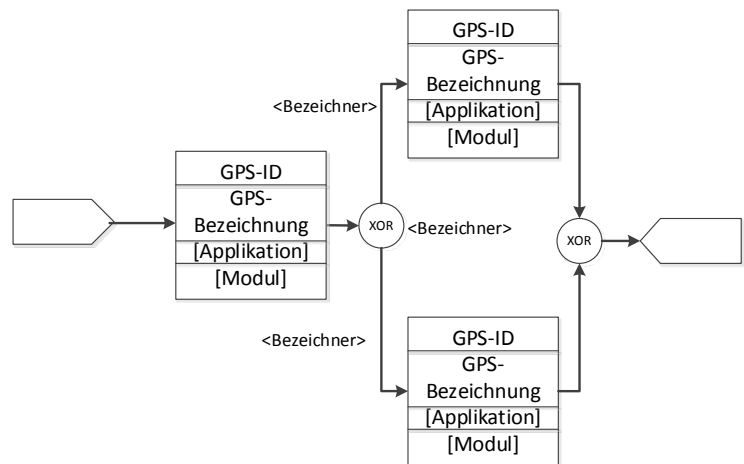 GPS-ID
GPS-
Bezeichnung
[Applikation]
[Modul]
<Bezeichner>
GPS-ID
GPS-
Bezeichnung
[Applikation]
[Modul]
XOR
<Bezeichner>
XOR
<Bezeichner>
GPS-ID
GPS-
Bezeichnung
[Applikation]
[Modul]